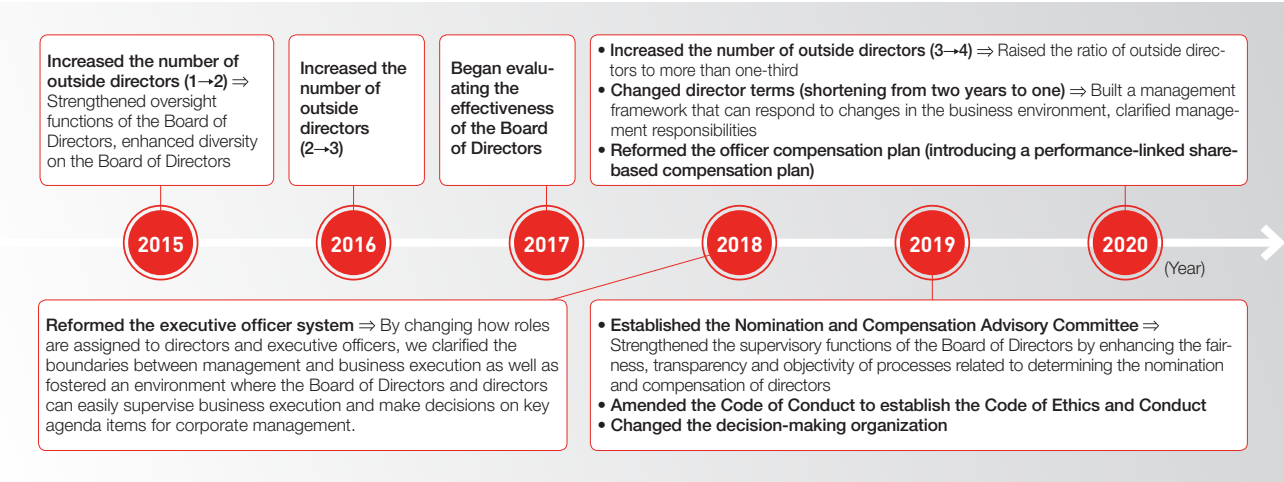 Increased the number of
outside directors (1→2) ⇒
Strengthened oversight
functions of the Board of
Directors, enhanced diversity
on the Board of Directors
Increased the
number of
outside
directors
(2→3)
Began evalu-
ating the
effectiveness
of the Board
of Directors
• Increased the number of outside directors (3→4) ⇒ Raised the ratio of outside direc-
tors to more than one-third
• Changed director terms (shortening from two years to one) ⇒ Built a management
framework that can respond to changes in the business environment, clarified manage-
ment responsibilities
• Reformed the officer compensation plan (introducing a performance-linked share-
based compensation plan)
2015
2016
2017
2018
2019
2020
(Year)
Reformed the executive officer system ⇒ By changing how roles
are assigned to directors and executive officers, we clarified the
boundaries between management and business execution as well as
fostered an environment where the Board of Directors and directors
can easily supervise business execution and make decisions on key
agenda items for corporate management.
• Established the Nomination and Compensation Advisory Committee ⇒
Strengthened the supervisory functions of the Board of Directors by enhancing the fair-
ness, transparency and objectivity of processes related to determining the nomination
and compensation of directors
• Amended the Code of Conduct to establish the Code of Ethics and Conduct
• Changed the decision-making organization